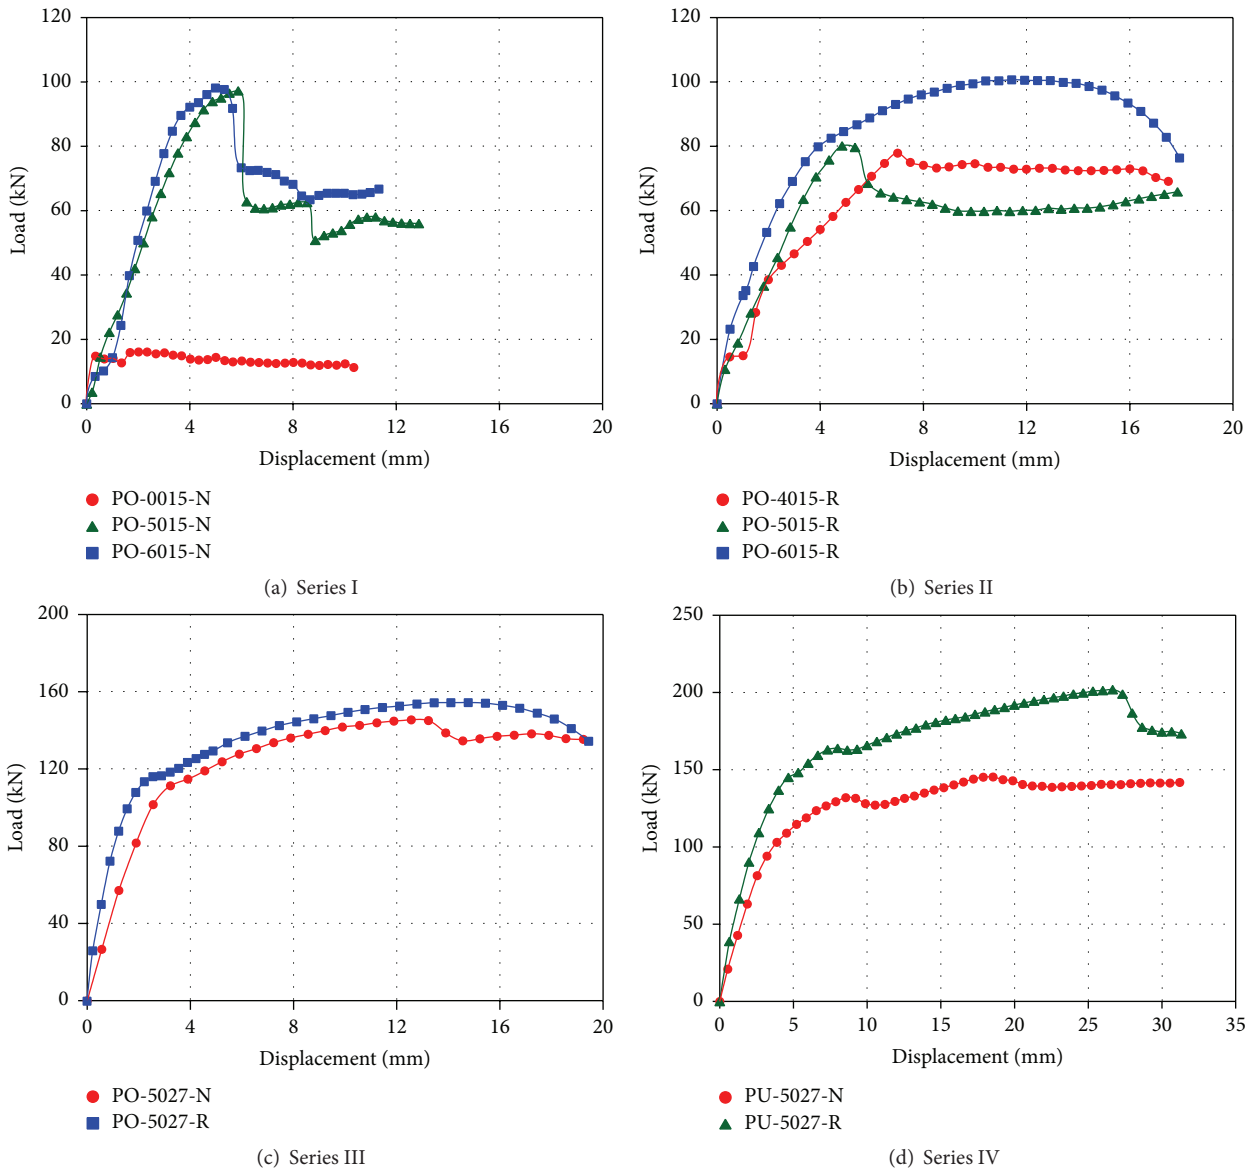 120
100
80
60
40
20
0
Load (kN)
0 4 8 12 16 20
Displacement (mm)
PO-0015-N
PO-5015-N
PO-6015-N
(a) Series I
120
100
80
60
40
20
0
Load (kN)
0 4 8 12 16 20
Displacement (mm)
PO-4015-R
PO-5015-R
PO-6015-R
(b) Series II
200
160
120
80
40
0
Load (kN)
0 4 8 12 16 20
Displacement (mm)
PO-5027-N
PO-5027-R
(c) Series III
250
200
150
100
50
0
Load (kN)
0 5 10 15 20 25 30 35
Displacement (mm)
PU-5027-N
PU-5027-R
(d) Series IV